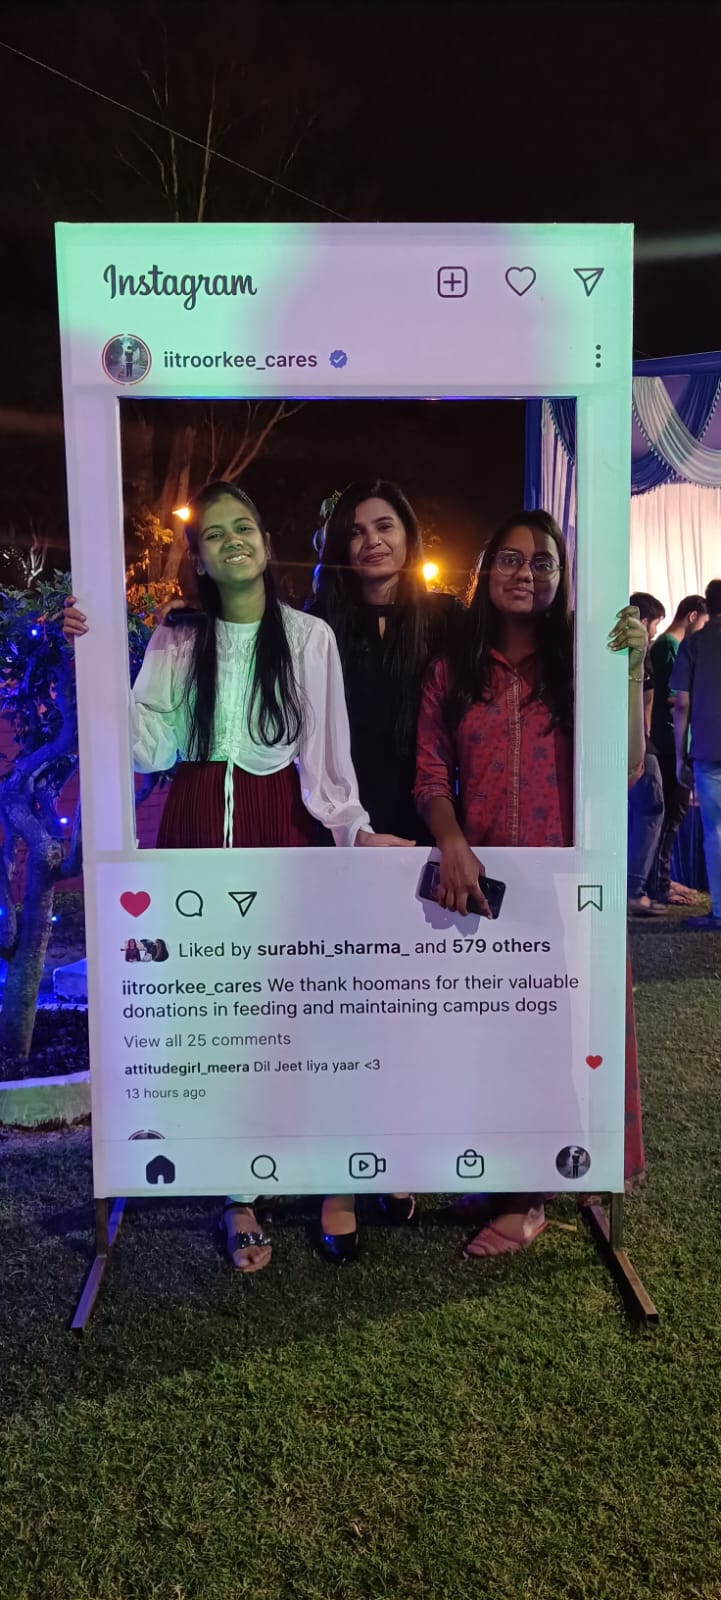 Instagram
iitroorkee_cares
Liked by surabhi_sharma_ and 579 others
iitroorkee_cares We thank hoomans for their valuable
donations in feeding and maintaining campus dogs
View all 25 comments
attitudegirl_meera Dil Jeet liya yaar <3
13 hours ago